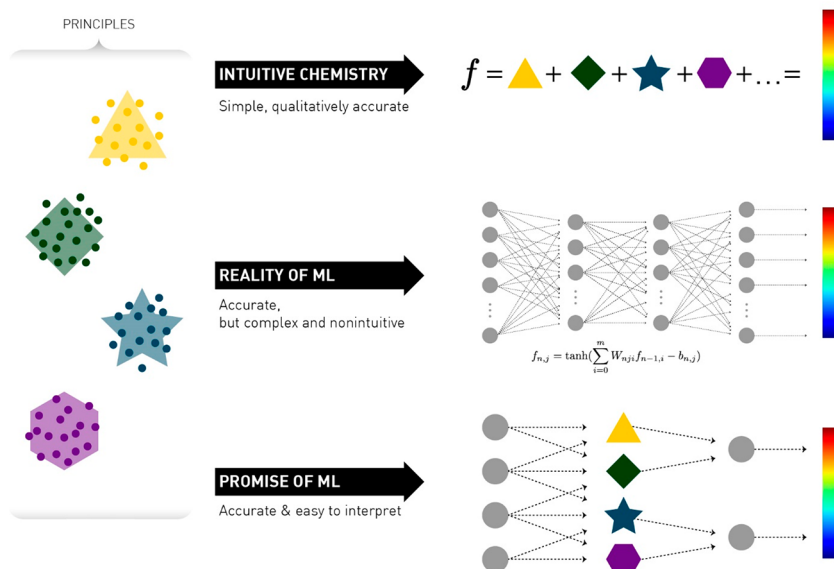 PRINCIPLES
INTUITIVE CHEMISTRY
Simple, qualitatively accurate
f = + + + + ... =
REALITY OF ML
Accurate,
but complex and nonintuitive
f_{n,j} = tanh(∑_{i=0}^{m} W_{nji} f_{n−1,i} − b_{n,j})
PROMISE OF ML
Accurate & easy to interpret